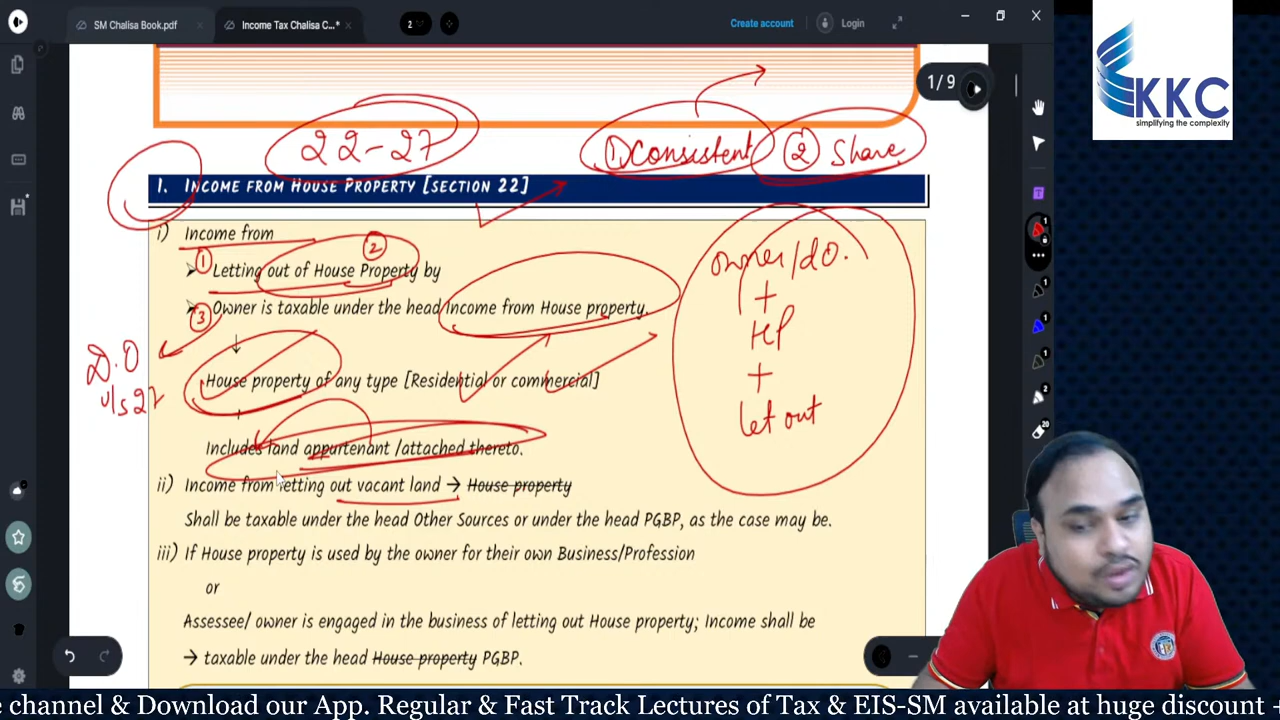 SM Chalisa Book.pdf
Income Tax Chalisa C...*
2
Create account
Login
KKC
simplifying the complexity
1/9
22-27
① Consistent ② Share
I. INCOME FROM HOUSE PROPERTY [SECTION 22]
i) Income from
① ②
➤ Letting out of House Property by
③
➤ Owner is taxable under the head Income from House property.
↓
House property of any type [Residential or commercial]
+
Includes land appurtenant /attached thereto.
D.O
u/s 27
owner/d.O.
+
HP
+
let out
ii) Income from letting out vacant land → House property
Shall be taxable under the head Other Sources or under the head PGBP, as the case may be.
iii) If House property is used by the owner for their own Business/Profession
or
Assessee/ owner is engaged in the business of letting out House property; Income shall be
→ taxable under the head House property PGBP.
e channel & Download our App. Regular & Fast Track Lectures of Tax & EIS-SM available at huge discount -